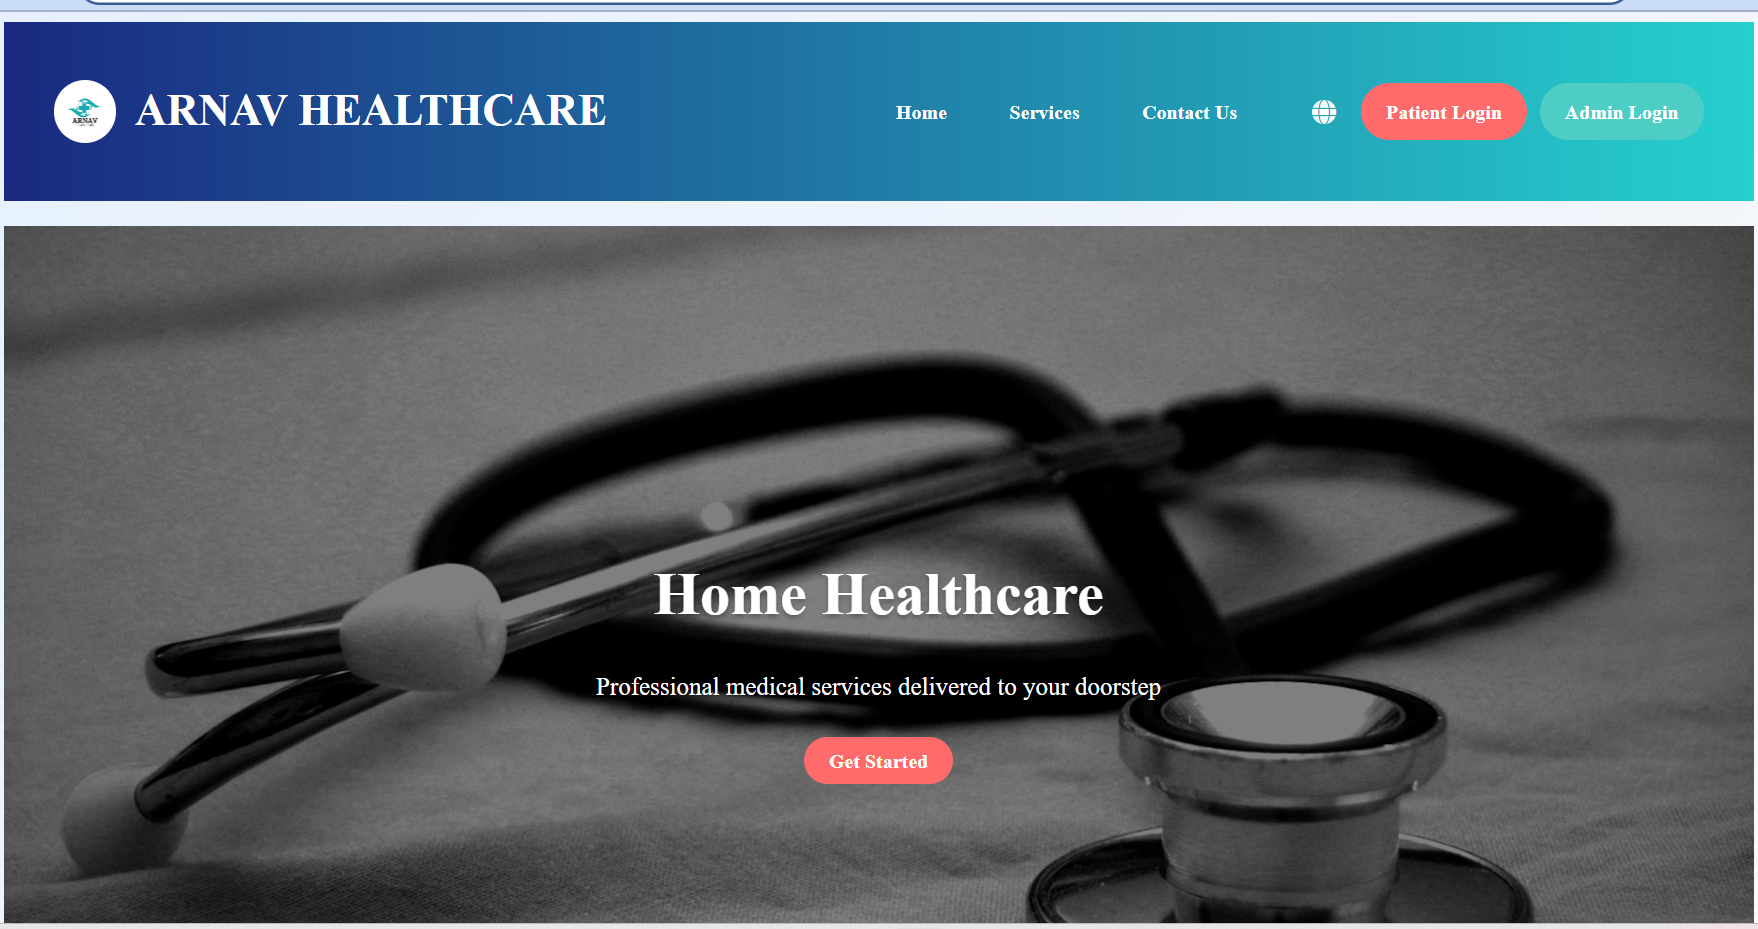 ARNAV
ARNAV HEALTHCARE
Home
Services
Contact Us
Patient Login
Admin Login
Home Healthcare
Professional medical services delivered to your doorstep
Get Started